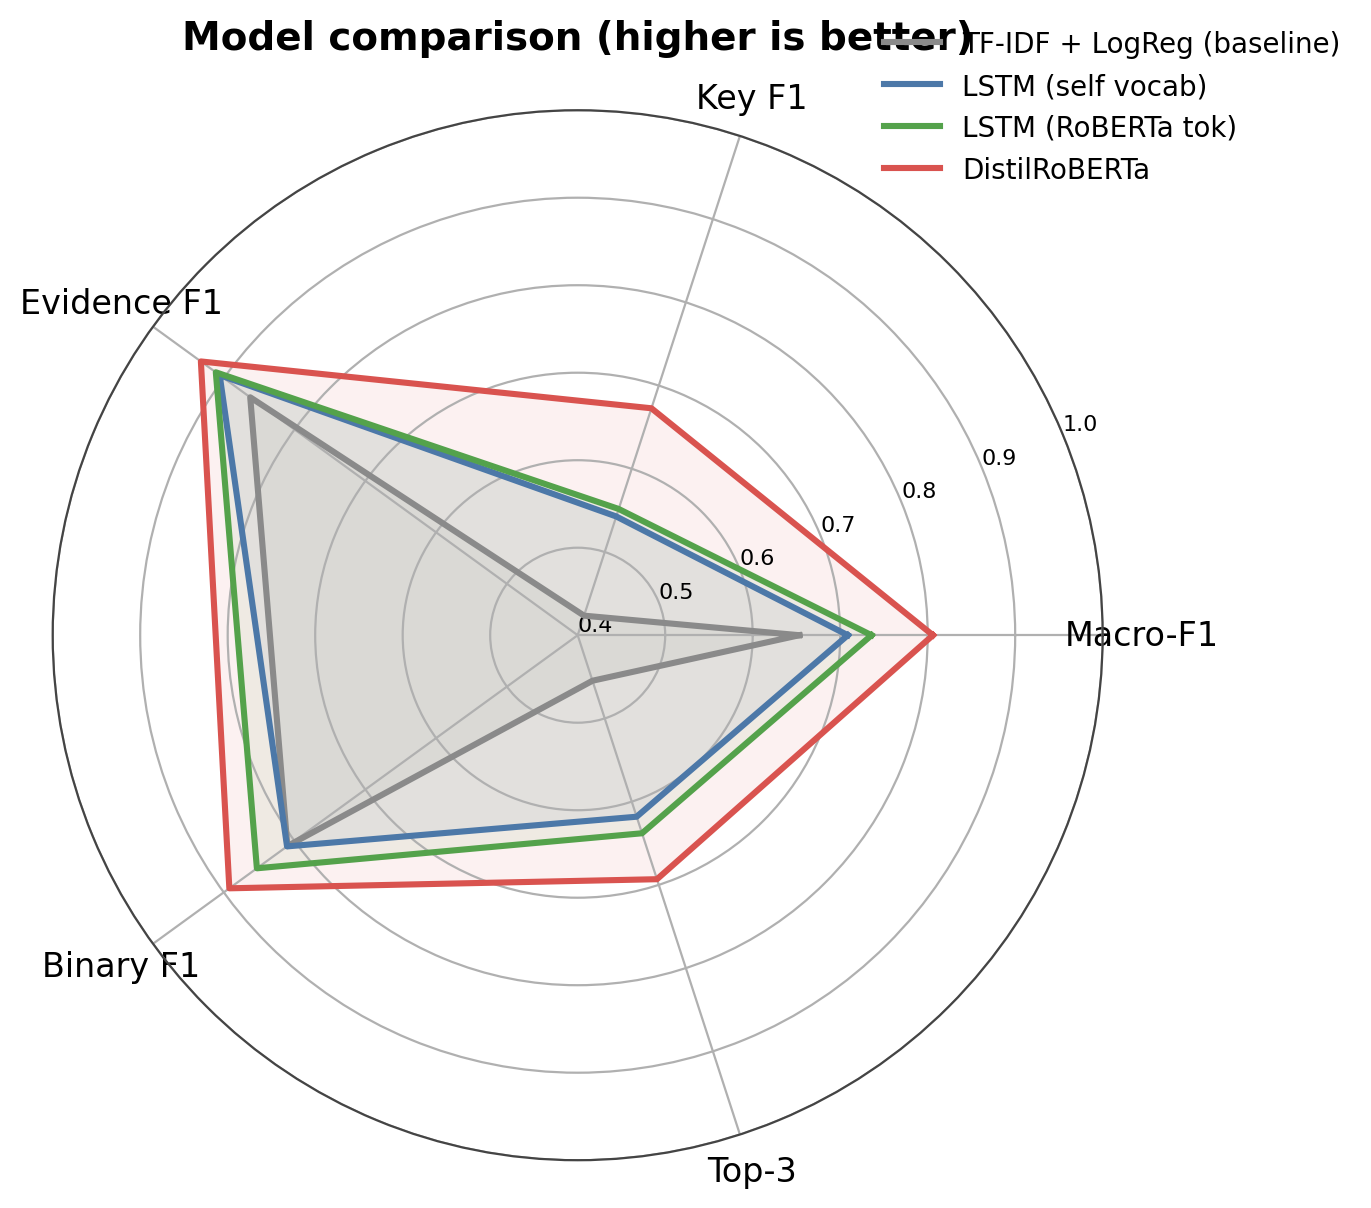 Model comparison (higher is better)
TF-IDF + LogReg (baseline)
LSTM (self vocab)
LSTM (RoBERTa tok)
DistilRoBERTa
Key F1
Evidence F1
1.0
0.9
0.8
0.7
0.6
0.5
0.4
Macro-F1
Binary F1
Top-3